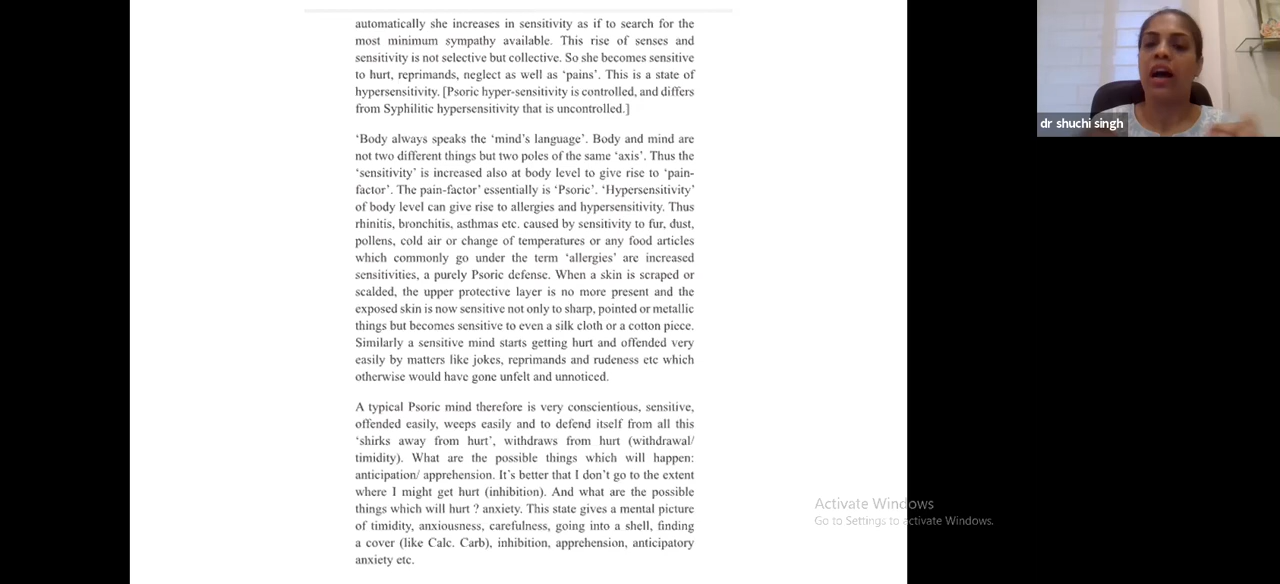 automatically she increases in sensitivity as if to search for the
most minimum sympathy available. This rise of senses and
sensitivity is not selective but collective. So she becomes sensitive
to hurt, reprimands, neglect as well as ‘pains’. This is a state of
hypersensitivity. [Psoric hyper-sensitivity is controlled, and differs
from Syphilitic hypersensitivity that is uncontrolled.]
‘Body always speaks the ‘mind’s language’. Body and mind are
not two different things but two poles of the same ‘axis’. Thus the
‘sensitivity’ is increased also at body level to give rise to ‘pain-
factor’. The pain-factor’ essentially is ‘Psoric’. ‘Hypersensitivity’
of body level can give rise to allergies and hypersensitivity. Thus
rhinitis, bronchitis, asthmas etc. caused by sensitivity to fur, dust,
pollens, cold air or change of temperatures or any food articles
which commonly go under the term ‘allergies’ are increased
sensitivities, a purely Psoric defense. When a skin is scraped or
scalded, the upper protective layer is no more present and the
exposed skin is now sensitive not only to sharp, pointed or metallic
things but becomes sensitive to even a silk cloth or a cotton piece.
Similarly a sensitive mind starts getting hurt and offended very
easily by matters like jokes, reprimands and rudeness etc which
otherwise would have gone unfelt and unnoticed.
A typical Psoric mind therefore is very conscientious, sensitive,
offended easily, weeps easily and to defend itself from all this
‘shirks away from hurt’, withdraws from hurt (withdrawal/
timidity). What are the possible things which will happen:
anticipation/ apprehension. It’s better that I don’t go to the extent
where I might get hurt (inhibition). And what are the possible
things which will hurt ? anxiety. This state gives a mental picture
of timidity, anxiousness, carefulness, going into a shell, finding
a cover (like Calc. Carb), inhibition, apprehension, anticipatory
anxiety etc.
dr shuchi singh
Activate Windows
Go to Settings to activate Windows.